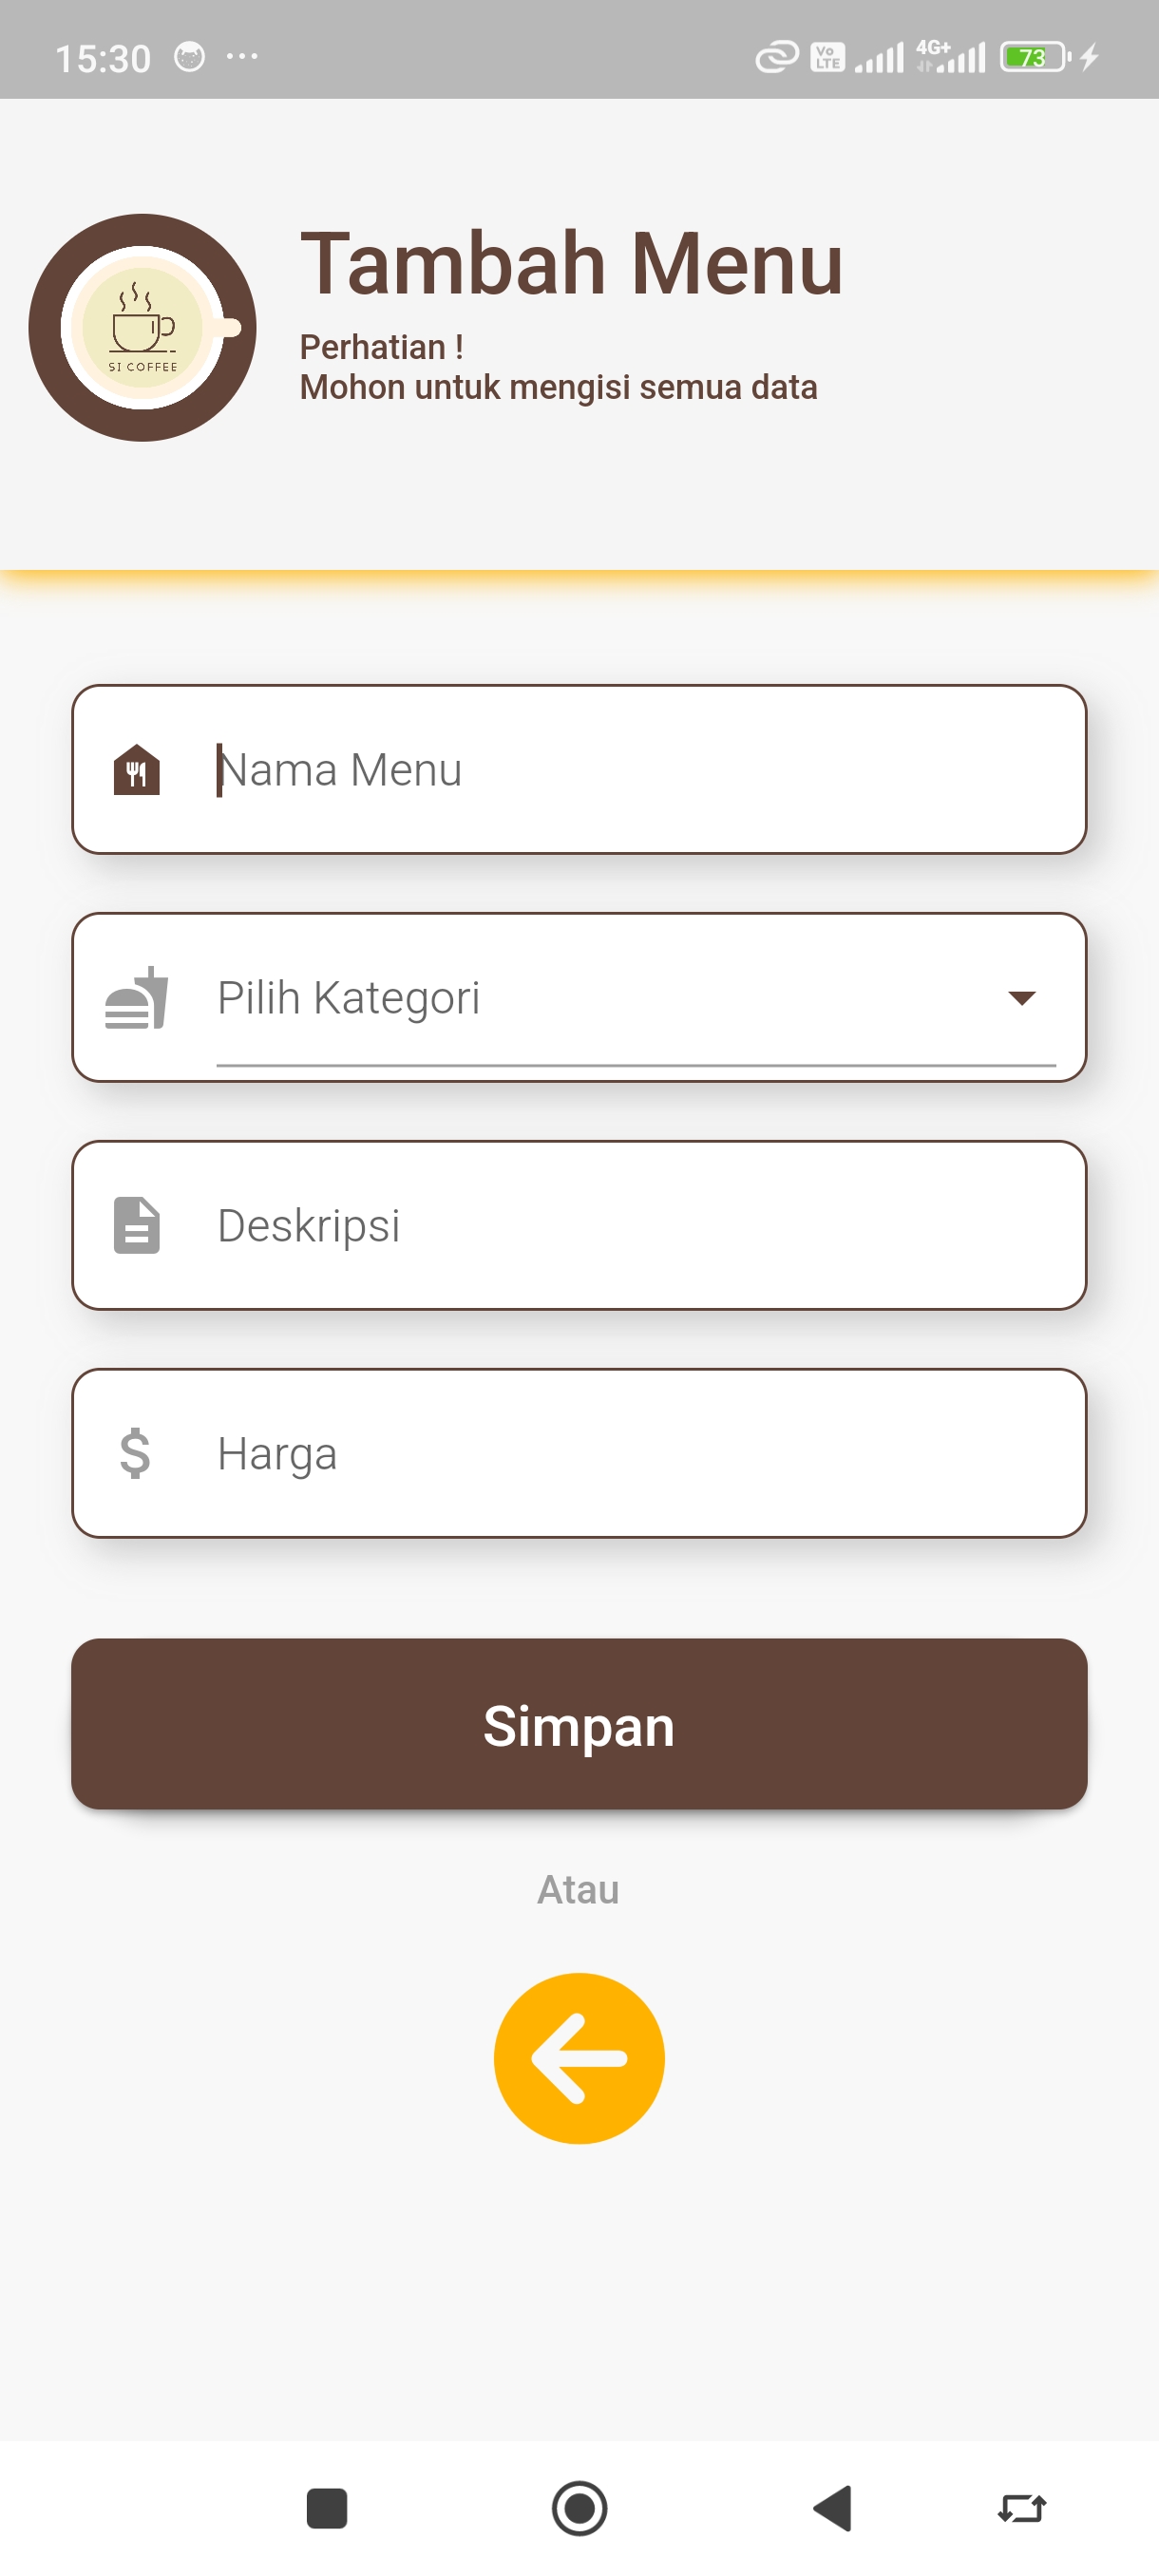 15:30
Vo
LTE
4G+
73
Tambah Menu
Perhatian !
Mohon untuk mengisi semua data
SI COFFEE
Nama Menu
Pilih Kategori
Deskripsi
$
Harga
Simpan
Atau